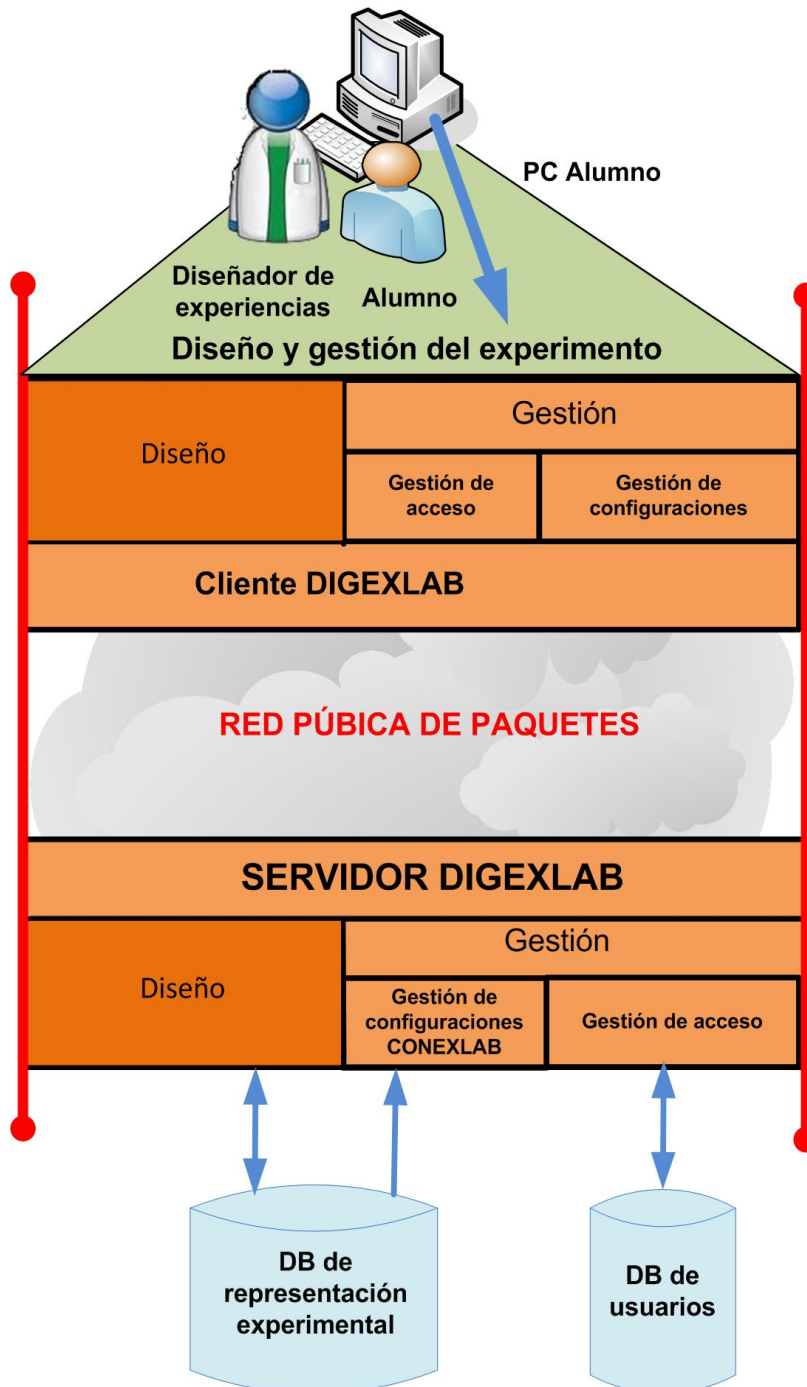 PC Alumno
Diseñador de
experiencias
Alumno
Diseño y gestión del experimento
Diseño
Gestión
Gestión de
acceso
Gestión de
configuraciones
Cliente DIGEXLAB
RED PÚBICA DE PAQUETES
SERVIDOR DIGEXLAB
Diseño
Gestión
Gestión de
configuraciones
CONEXLAB
Gestión de acceso
DB de
representación
experimental
DB de
usuarios